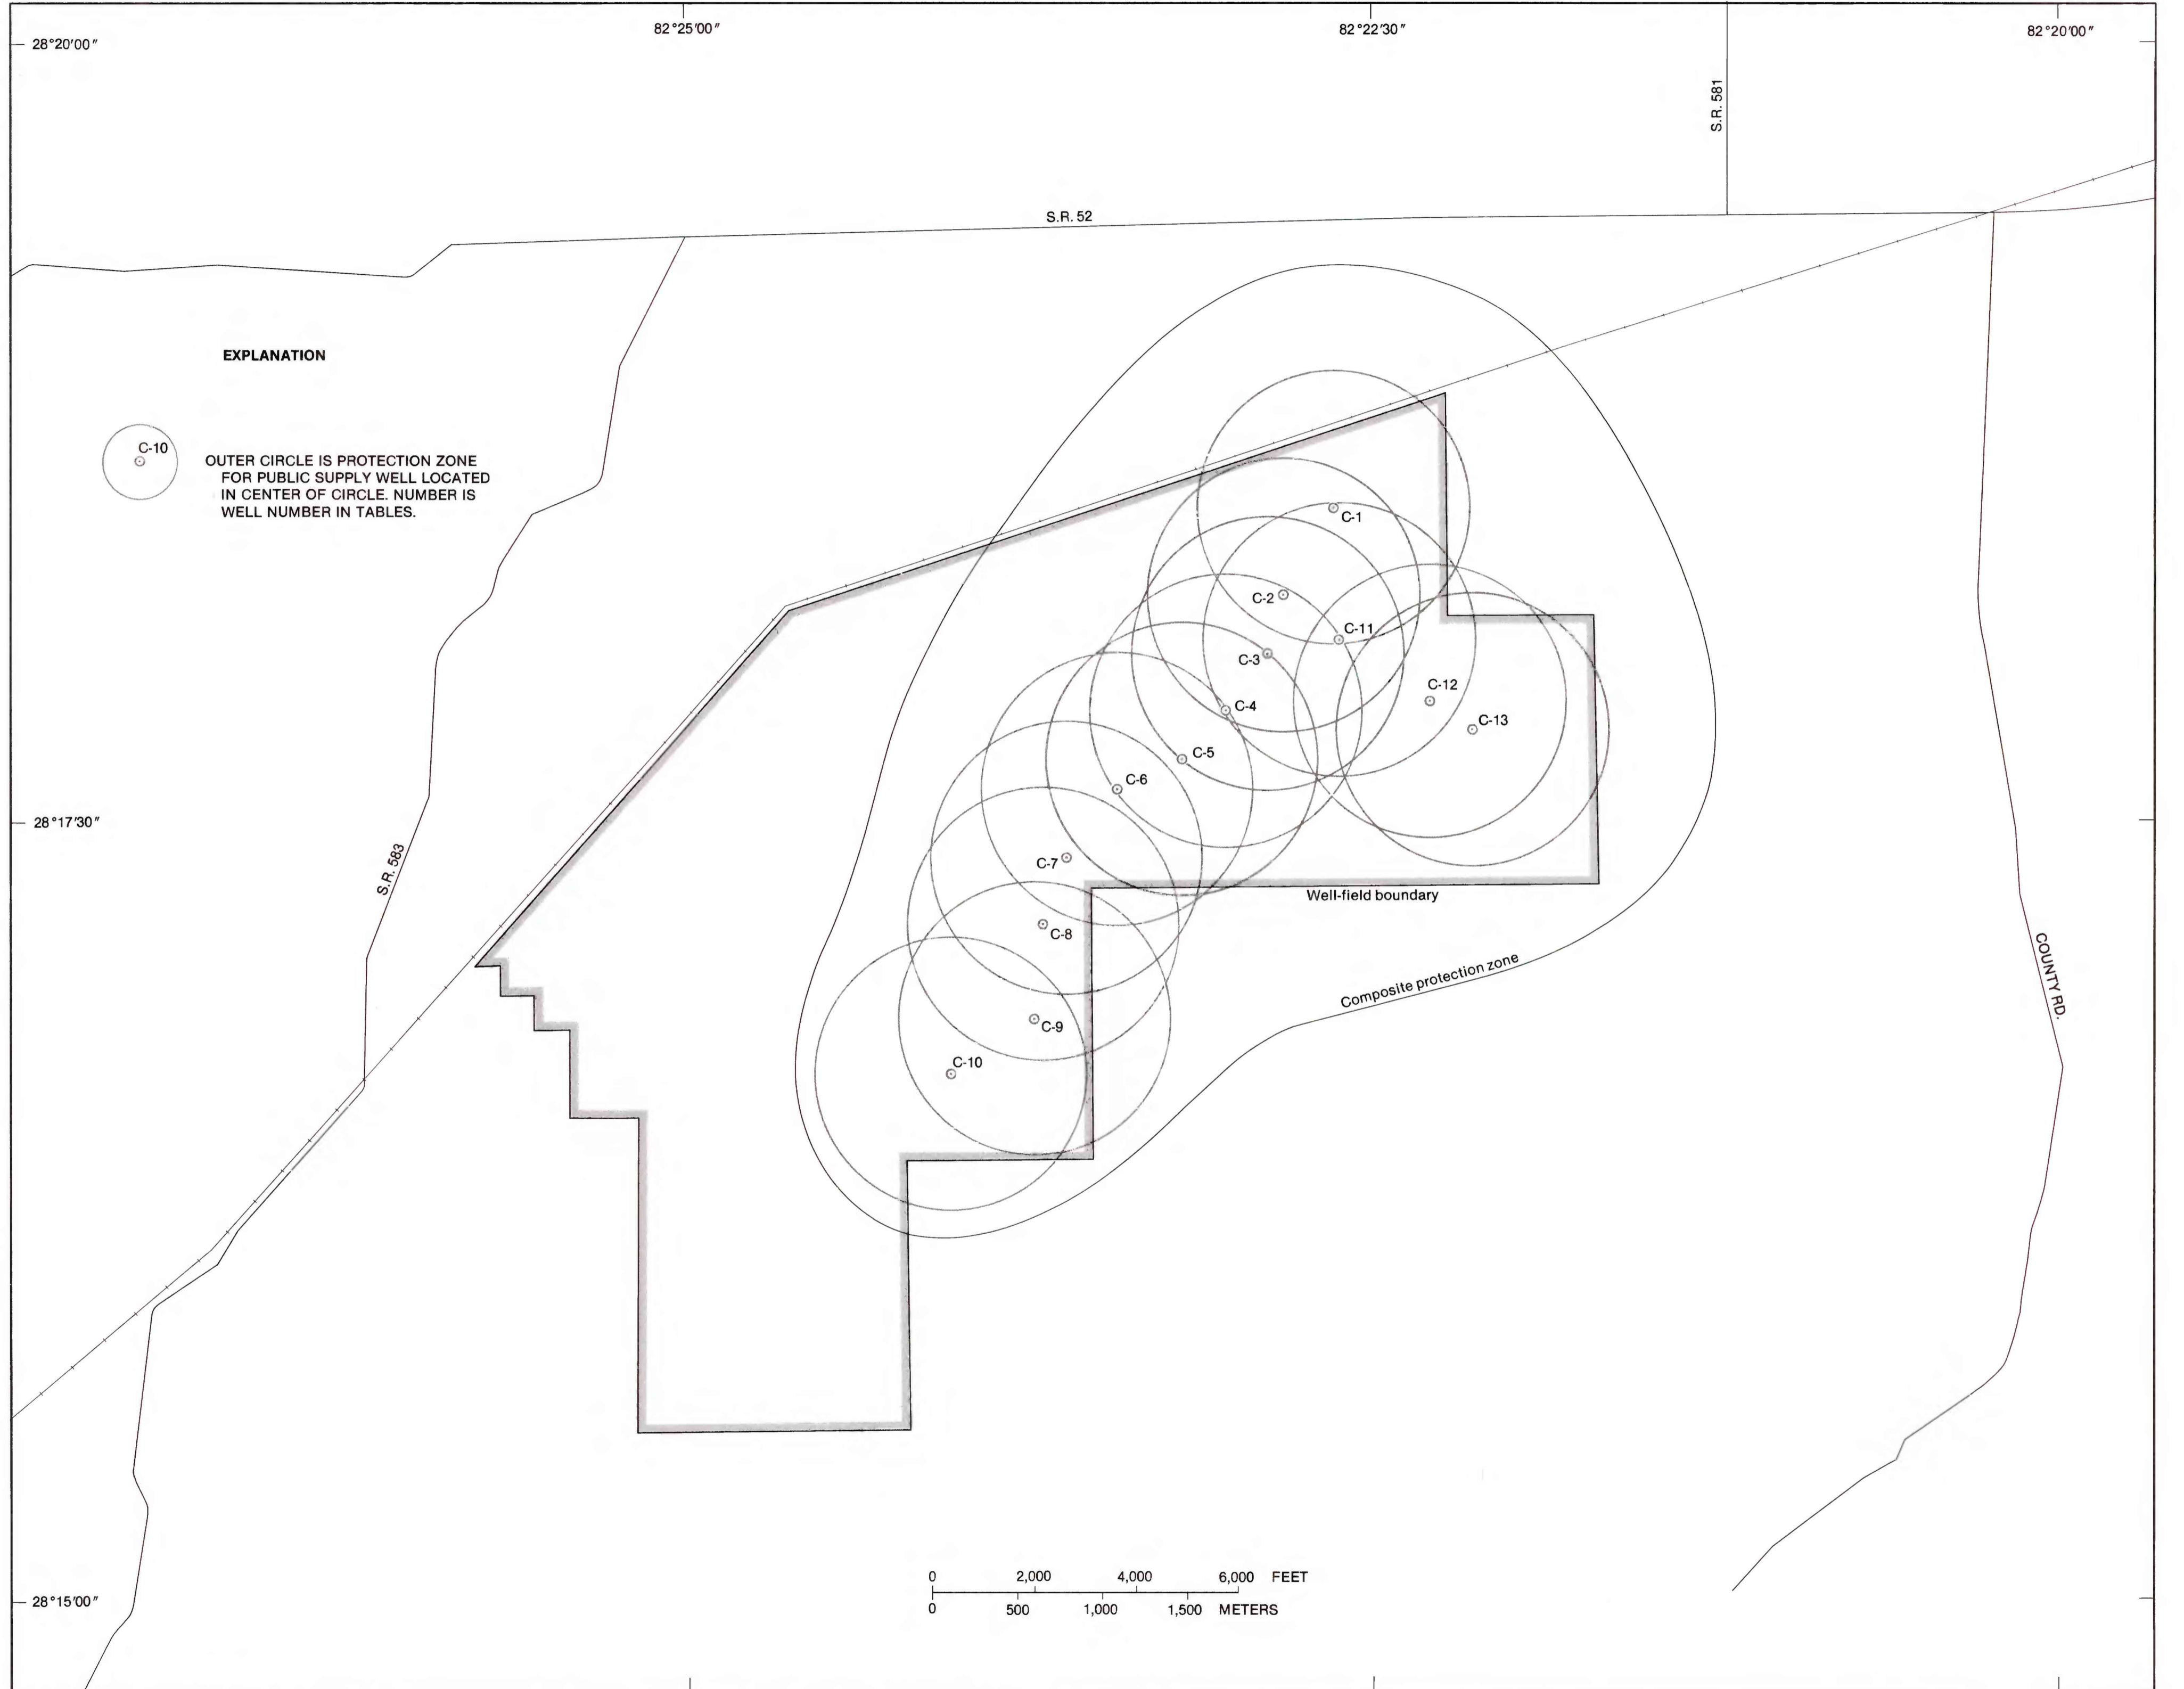 82°25'00"
82°22'30"
82°20'00"
28°20'00"
S.R. 581
S.R. 52
EXPLANATION
C-10
OUTER CIRCLE IS PROTECTION ZONE
FOR PUBLIC SUPPLY WELL LOCATED
IN CENTER OF CIRCLE. NUMBER IS
WELL NUMBER IN TABLES.
C-1
C-2
C-11
C-3
C-12
C-4
C-13
C-5
C-6
28°17'30"
S.R. 583
C-7
Well-field boundary
C-8
Composite protection zone
COUNTY RD.
C-9
C-10
0 2,000 4,000 6,000 FEET
0 500 1,000 1,500 METERS
28°15'00"